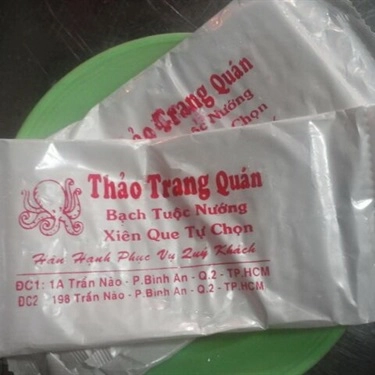 Thảo Trang Quán
ộc Nướng
ự Chọn
Thảo Trang Quán
Bạch Tuộc Nướng
Xiên Que Tự Chọn
Hân Hạnh Phục Vụ Quý Khách
ĐC1: 1A Trần Não - P.Bình An - Q.2 - TP.HCM
ĐC2 198 Trần Não - P.Bình An - Q.2 - TP.HCM